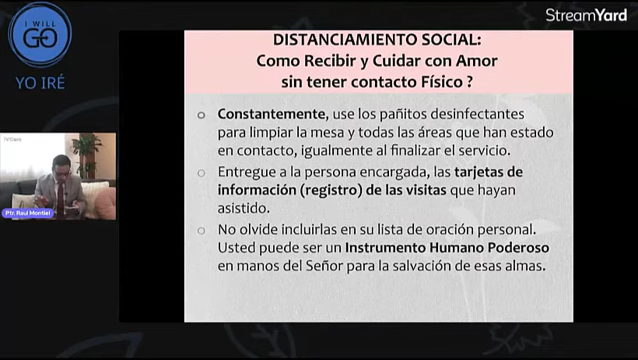 I WILL
GO
YO IRÉ
StreamYard
DISTANCIAMIENTO SOCIAL:
Como Recibir y Cuidar con Amor
sin tener contacto Físico ?
Constantemente, use los pañitos desinfectantes
para limpiar la mesa y todas las áreas que han estado
en contacto, igualmente al finalizar el servicio.
Entregue a la persona encargada, las tarjetas de
información (registro) de las visitas que hayan
asistido.
No olvide incluirlas en su lista de oración personal.
Usted puede ser un Instrumento Humano Poderoso
en manos del Señor para la salvación de esas almas.
Ptr. Raul Montiel